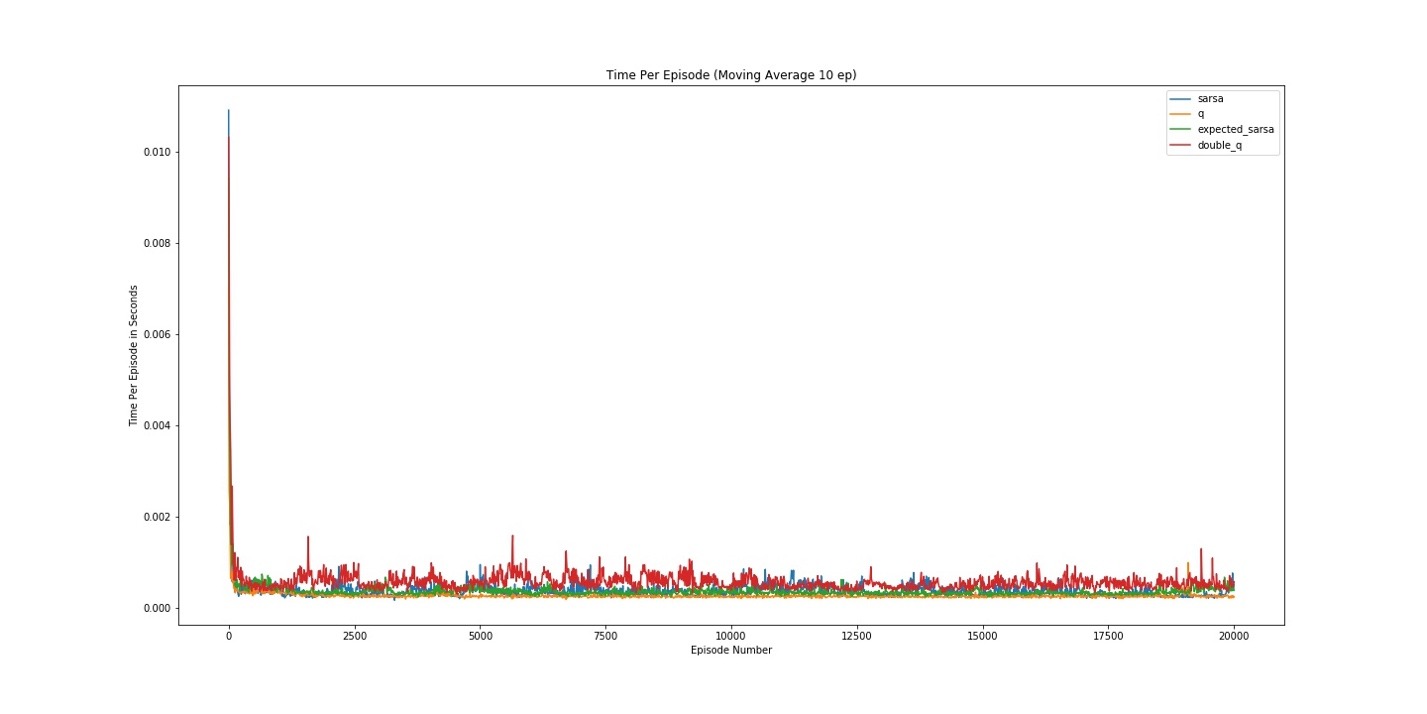 Time Per Episode (Moving Average 10 ep)
sarsa
q
expected_sarsa
double_q
0.010
0.008
0.006
0.004
0.002
0.000
Time Per Episode in Seconds
0 2500 5000 7500 10000 12500 15000 17500 20000
Episode Number